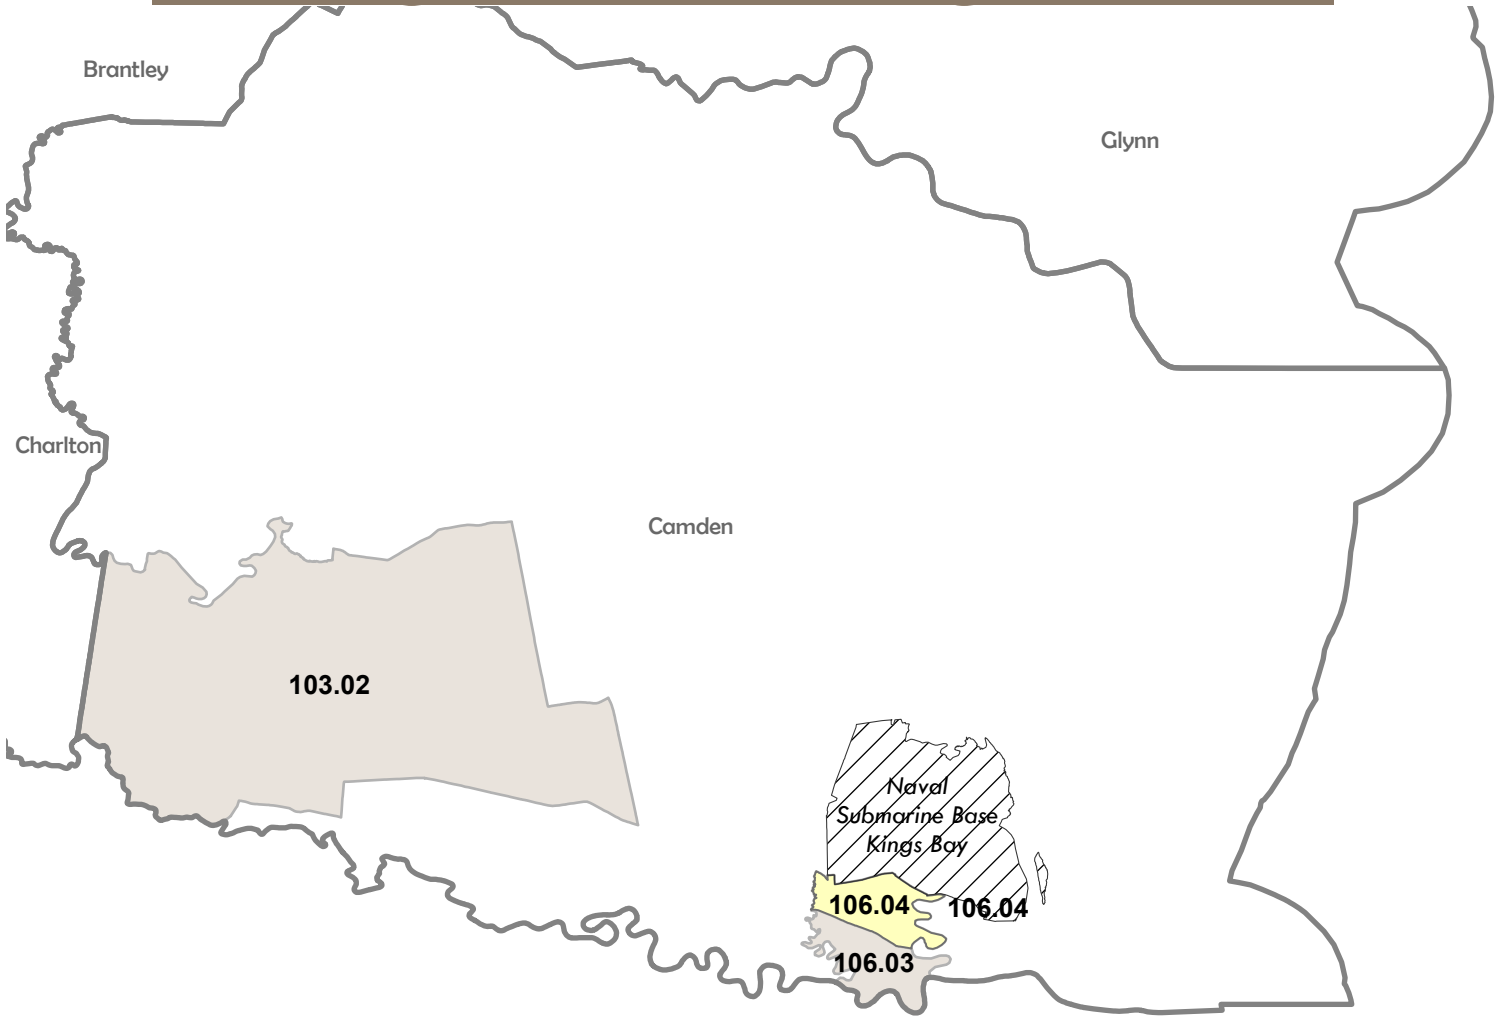 Brantley
Glynn
Charlton
Camden
103.02
Naval
Submarine Base
Kings Bay
106.04
106.04
106.03